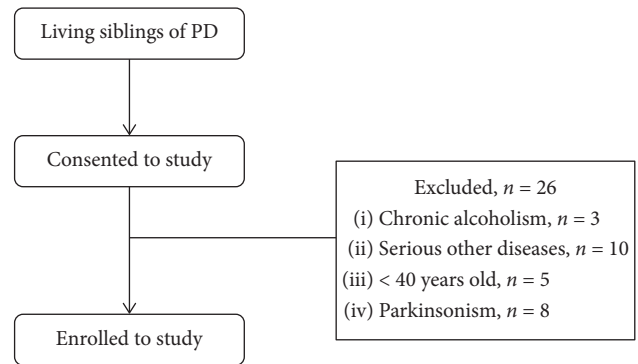 Living siblings of PD
Consented to study
Excluded, n = 26
(i) Chronic alcoholism, n = 3
(ii) Serious other diseases, n = 10
(iii) < 40 years old, n = 5
(iv) Parkinsonism, n = 8
Enrolled to study